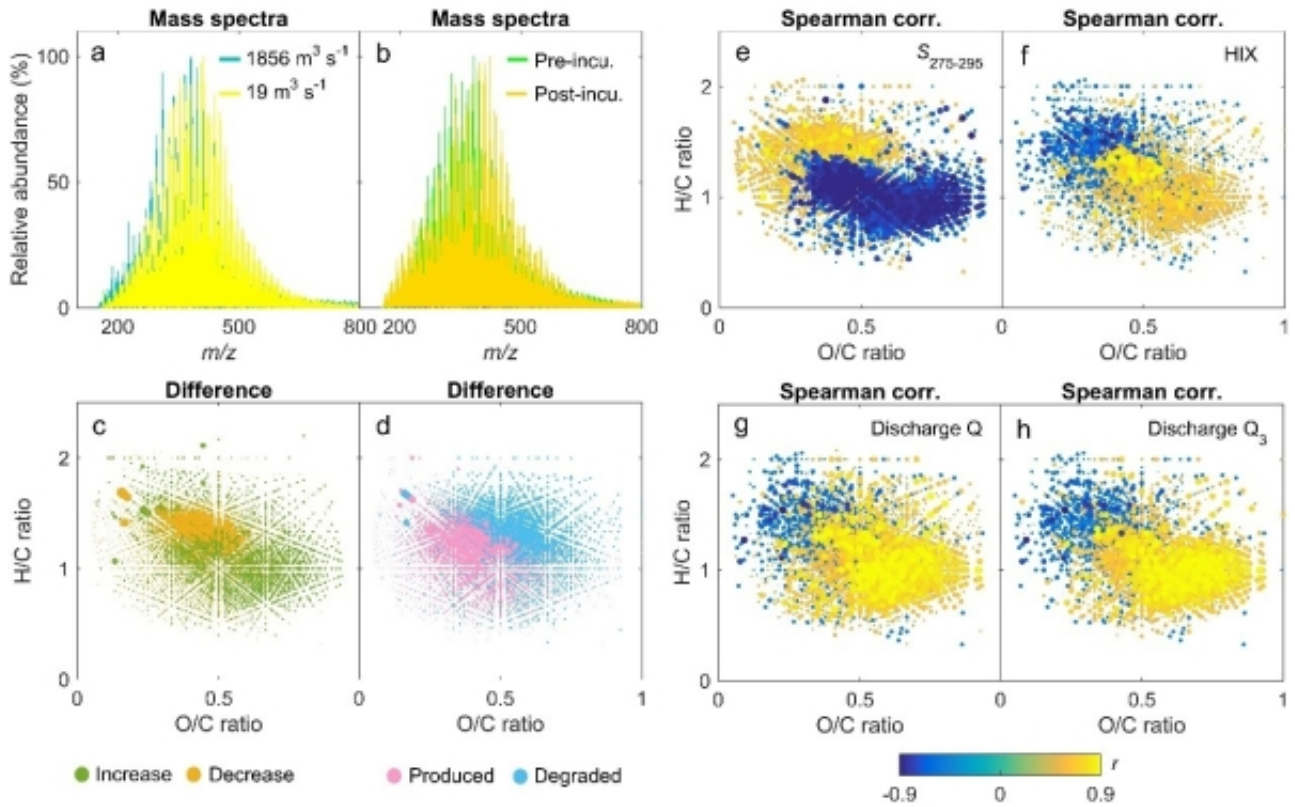 Mass spectra
Mass spectra
a
1856 m³ s⁻¹
19 m³ s⁻¹
b
Pre-incu.
Post-incu.
Relative abundance (%)
100
50
0
200
500
800
200
500
800
m/z
m/z
Spearman corr.
Spearman corr.
e
S₂₇₅₋₂₉₅
f
HIX
H/C ratio
2
1
0
0
0.5
0
0.5
1
O/C ratio
O/C ratio
Difference
Difference
c
d
H/C ratio
2
1
0
0
0.5
0
0.5
1
O/C ratio
O/C ratio
Increase
Decrease
Produced
Degraded
Spearman corr.
Spearman corr.
g
Discharge Q
h
Discharge Q₃
H/C ratio
2
1
0
0
0.5
0
0.5
1
O/C ratio
O/C ratio
r
-0.9
0
0.9